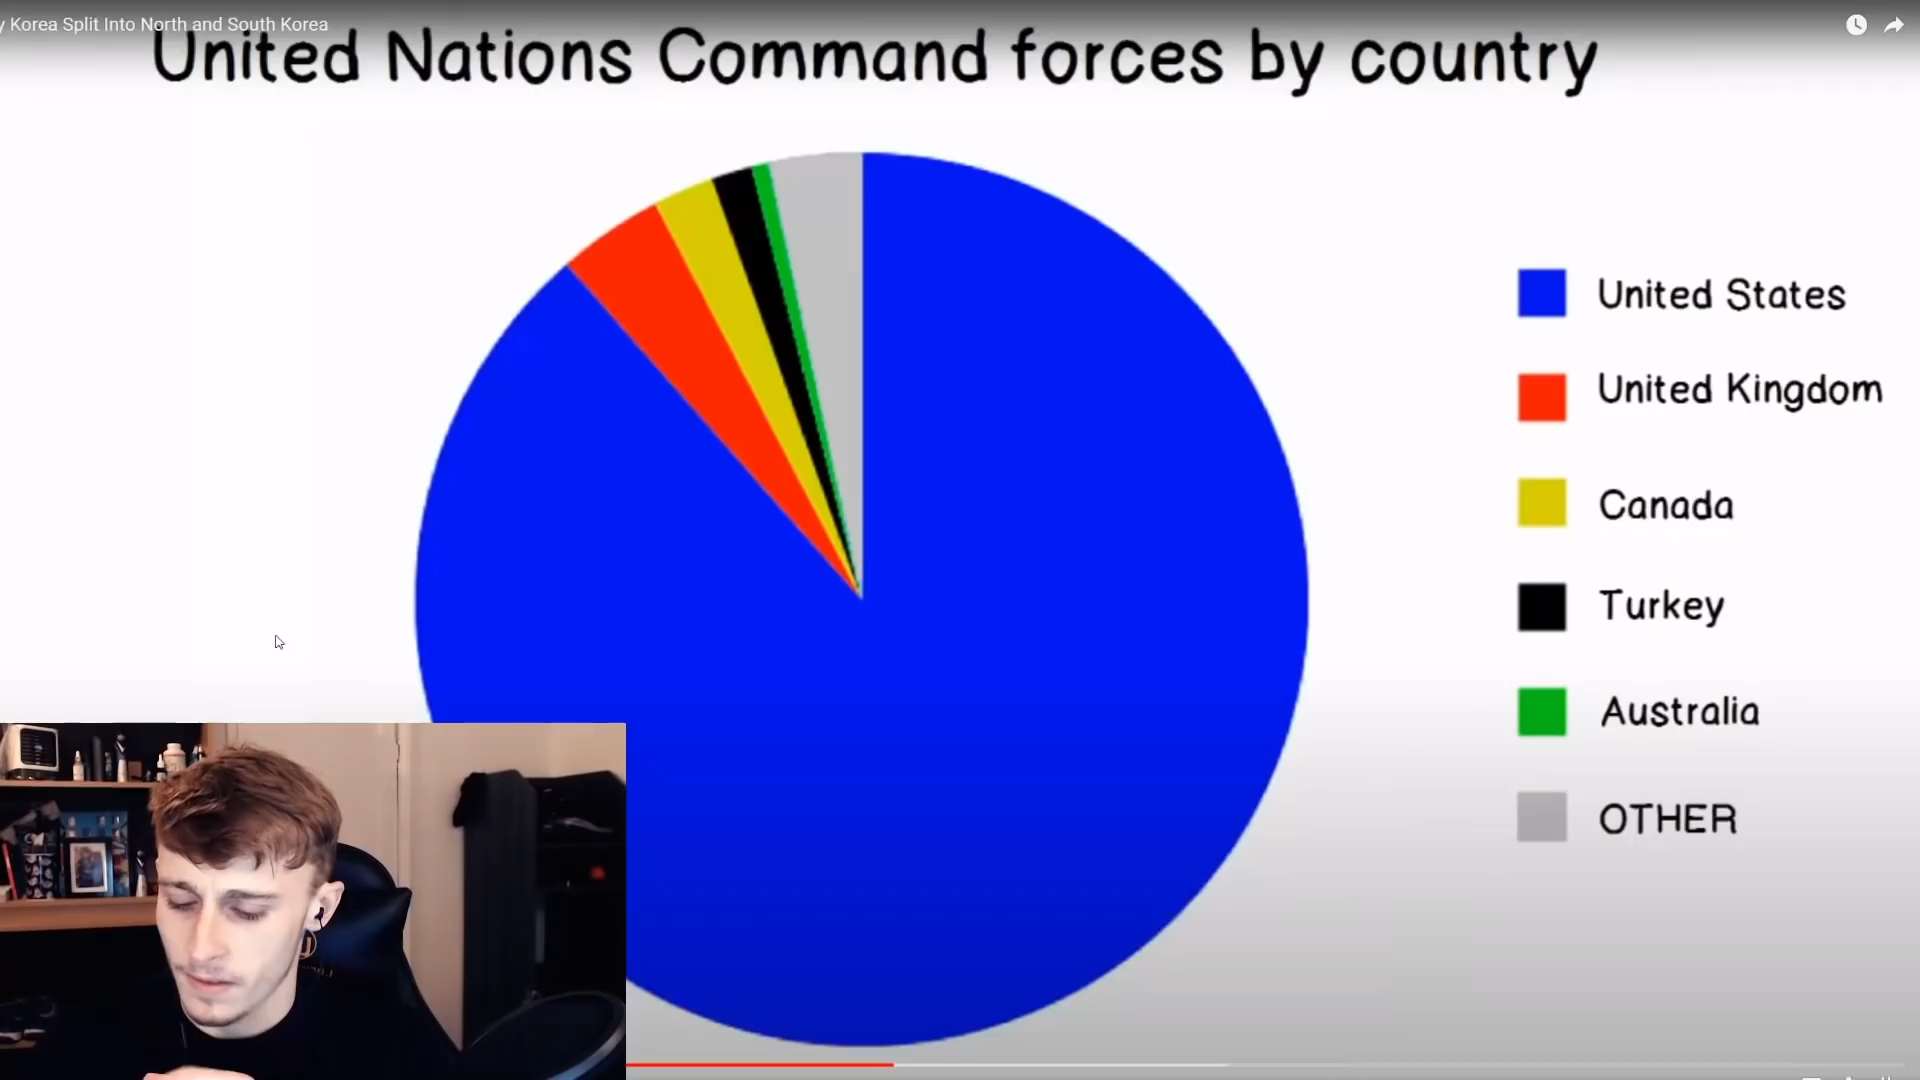 y Korea Split Into North and South Korea
United Nations Command forces by country
United States
United Kingdom
Canada
Turkey
Australia
OTHER